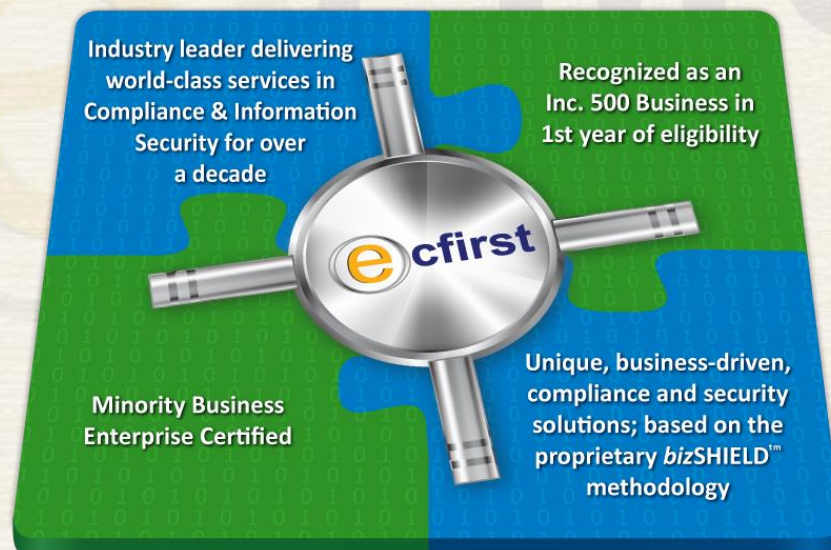 Industry leader delivering
world-class services in
Compliance & Information
Security for over
a decade
Recognized as an
Inc. 500 Business in
1st year of eligibility
ecfirst
Minority Business
Enterprise Certified
Unique, business-driven,
compliance and security
solutions; based on the
proprietary bizSHIELD™
methodology